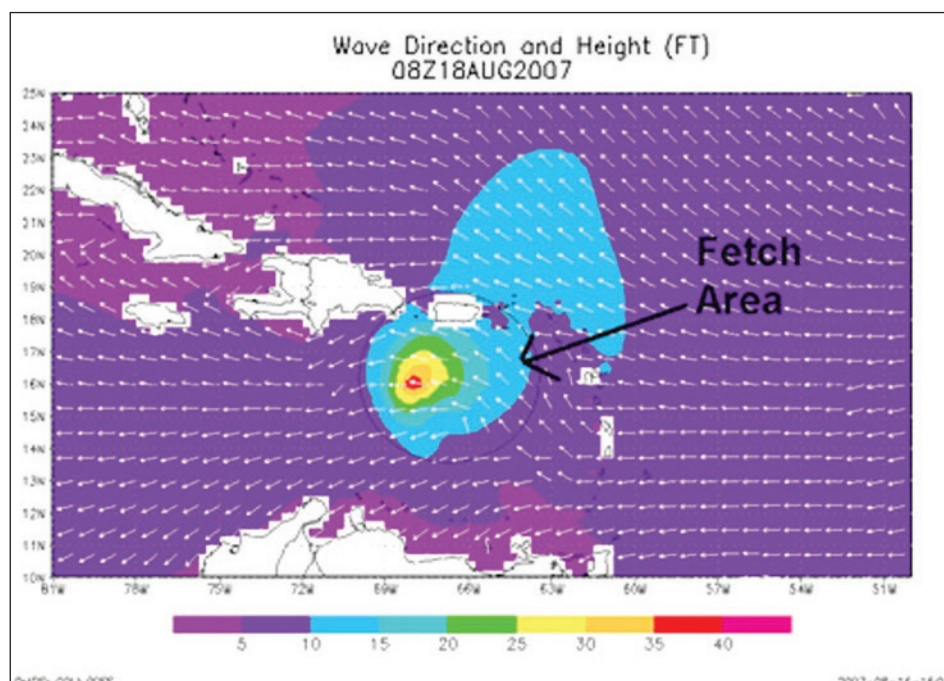 Wave Direction and Height (FT)
08Z18AUG2007
25N
24N
23N
22N
21N
20N
19N
18N
17N
16N
15N
14N
13N
12N
11N
10N
Fetch
Area
81W 78W 75W 72W 69W 66W 63W 60W 57W 54W 51W
5 10 15 20 25 30 35 40